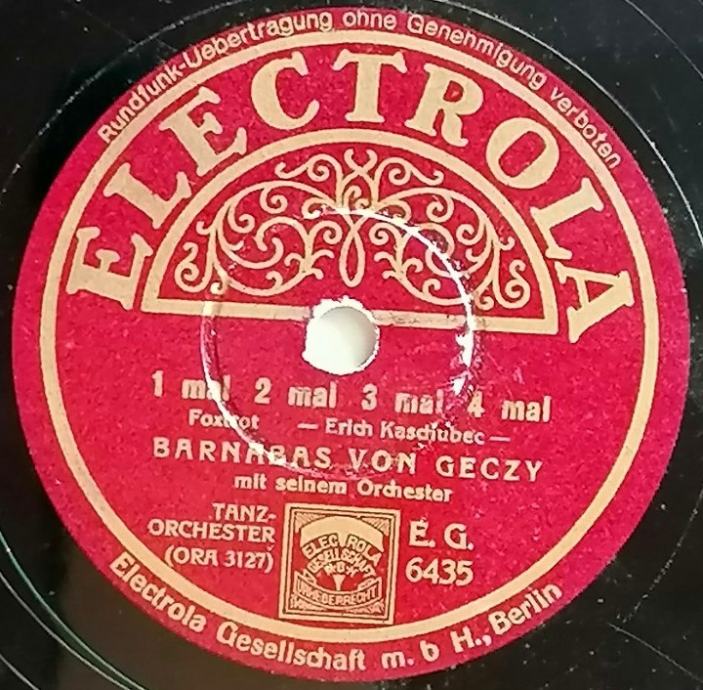 Rundfunk-Uebertragung ohne Genehmigung verboten
ELECTROLA
1 mal 2 mal 3 mal 4 mal
Foxtrot — Erich Kaschubec —
BARNABAS VON GECZY
mit seinem Orchester
TANZ-
ORCHESTER
(ORA 3127)
E. G.
6435
ELECTROLA
GESELLSCHAFT
M·B·H
URHEBERRECHT
Electrola Gesellschaft m. b H., Berlin